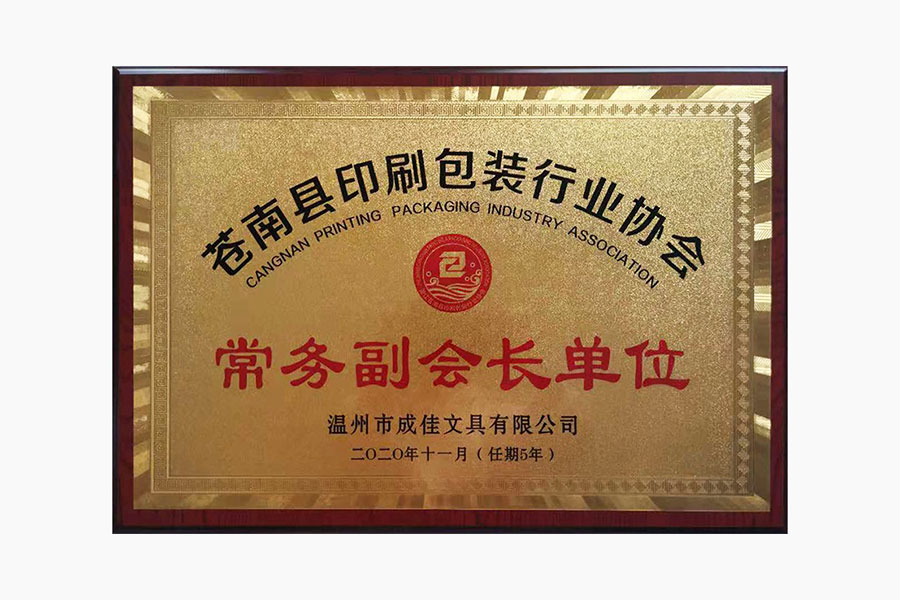 苍南县印刷包装行业协会
CANGNAN PRINTING PACKAGING INDUSTRY ASSOCIATION
常务副会长单位
温州市成佳文具有限公司
二〇二〇年十一月（任期5年）